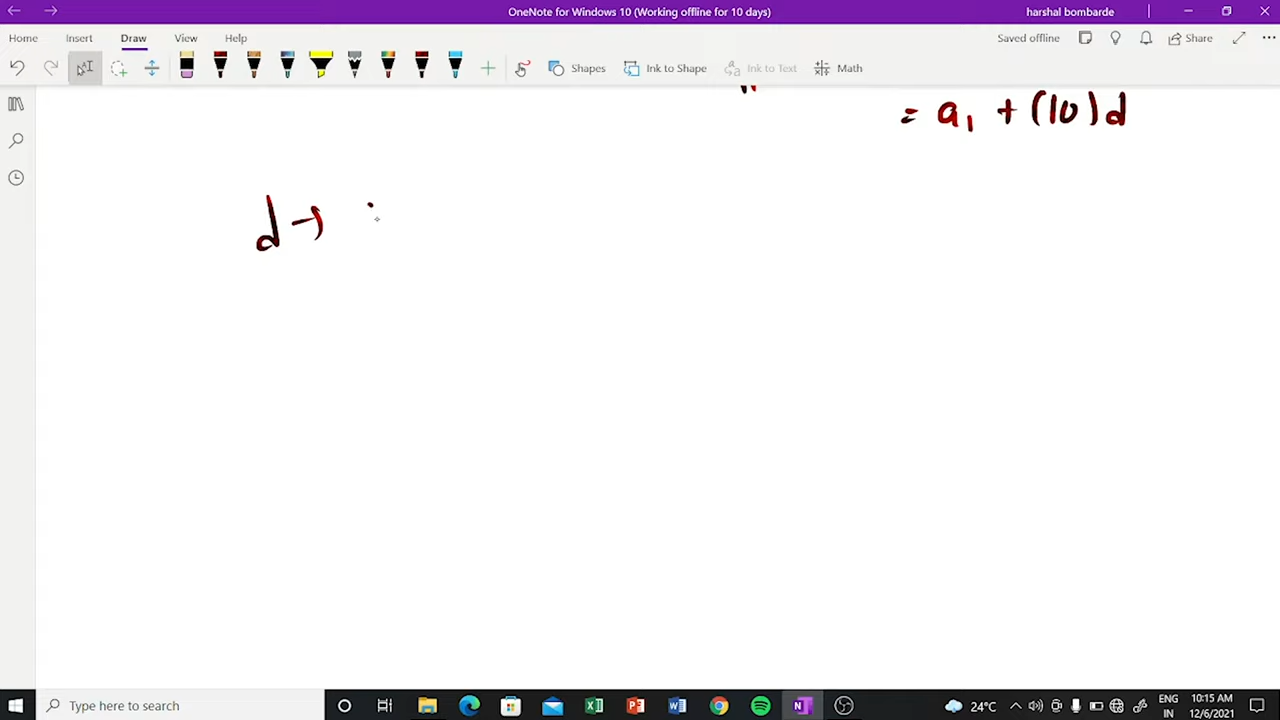 OneNote for Windows 10 (Working offline for 10 days)
harshal bombarde
Home Insert Draw View Help
Saved offline
Share
Shapes
Ink to Shape
Ink to Text
Math
= a₁ + (10)d
d →
Type here to search
24°C
ENG
IN
10:15 AM
12/6/2021